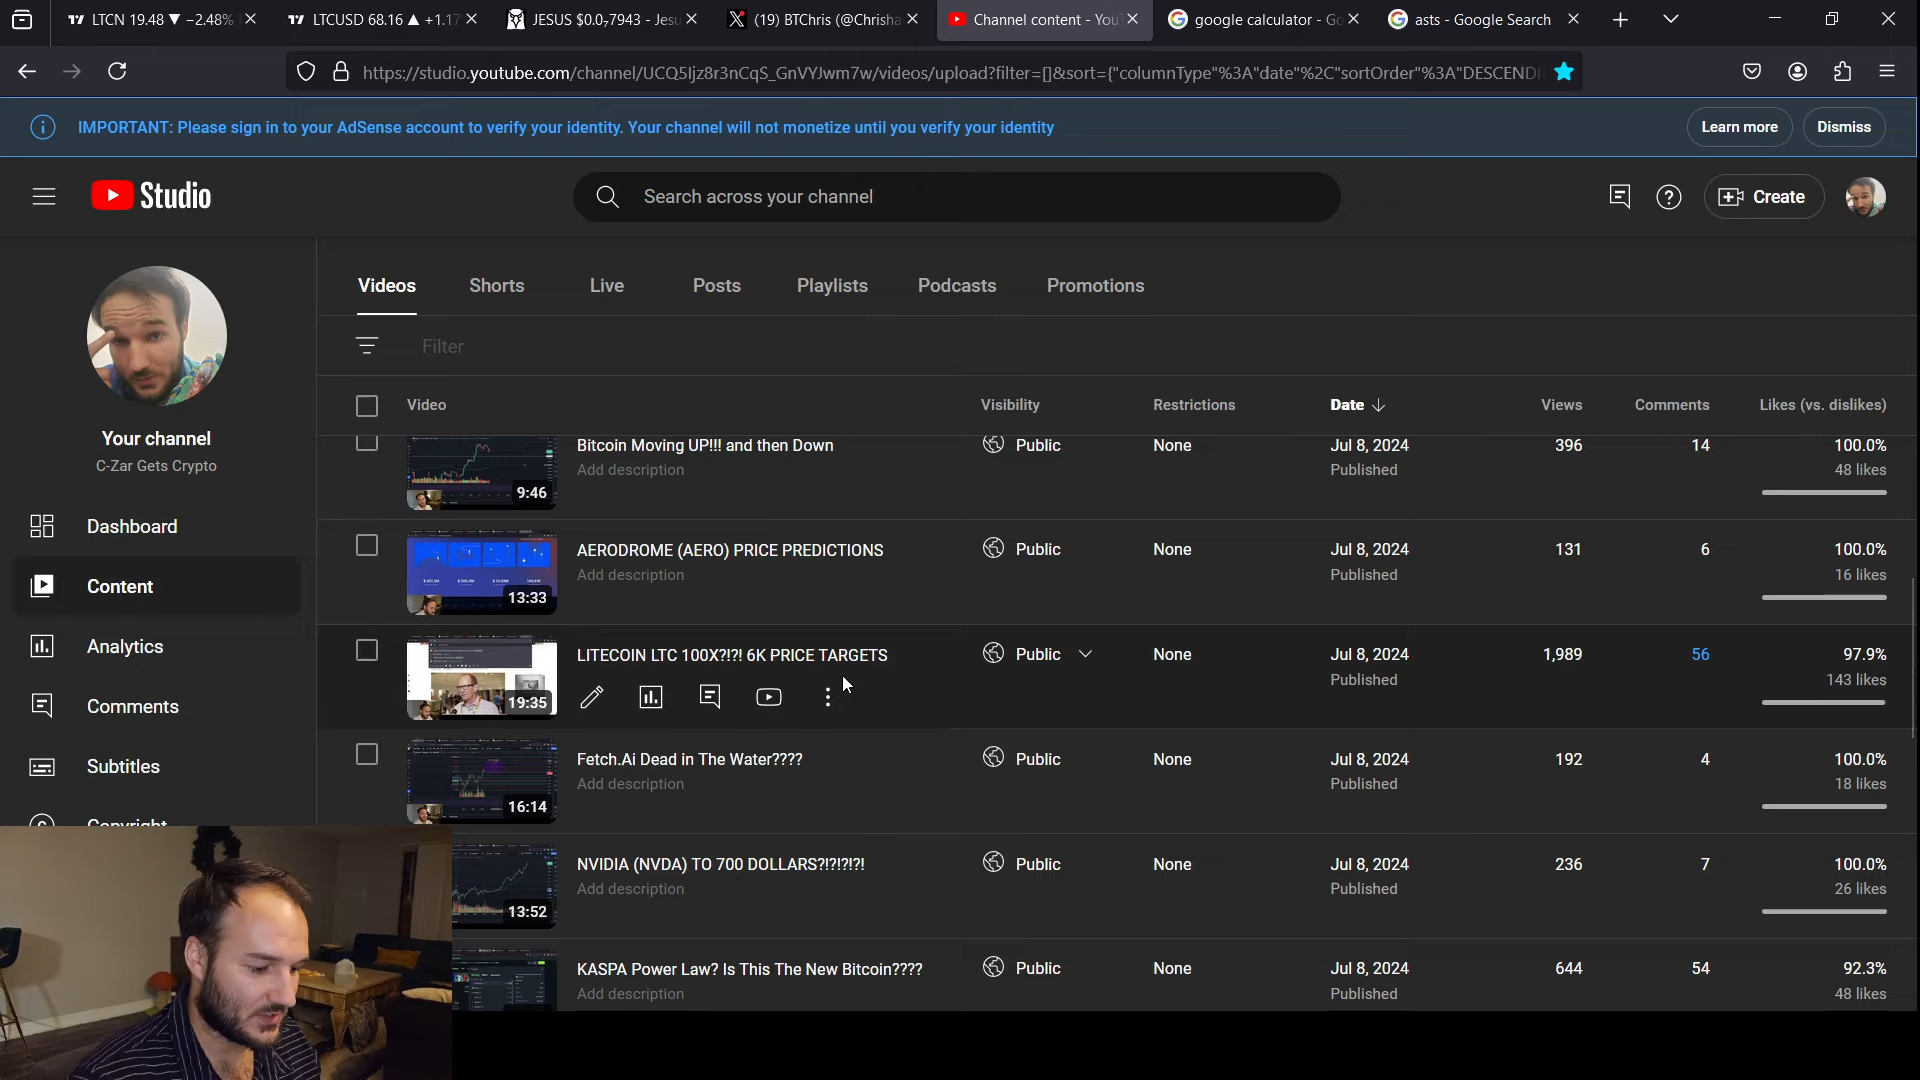 LTCN 19.48 ▼ −2.48%
LTCUSD 68.16 ▲ +1.17
JESUS $0.0₇7943 - Jesu
(19) BTChris (@Chrisha
Channel content - You
google calculator - Go
asts - Google Search
https://studio.youtube.com/channel/UCQ5Ijz8r3nCqS_GnVYJwm7w/videos/upload?filter=[]&sort={"columnType"%3A"date"%2C"sortOrder"%3A"DESCENDI
IMPORTANT: Please sign in to your AdSense account to verify your identity. Your channel will not monetize until you verify your identity
Learn more
Dismiss
Studio
Search across your channel
Create
Your channel
C-Zar Gets Crypto
Dashboard
Content
Analytics
Comments
Subtitles
Copyright
Videos Shorts Live Posts Playlists Podcasts Promotions
Filter
Video Visibility Restrictions Date Views Comments Likes (vs. dislikes)
Bitcoin Moving UP!!! and then Down Public None Jul 8, 2024 396 14 100.0%
Add description Published 48 likes
9:46
AERODROME (AERO) PRICE PREDICTIONS Public None Jul 8, 2024 131 6 100.0%
Add description Published 16 likes
13:33
LITECOIN LTC 100X?!?! 6K PRICE TARGETS Public None Jul 8, 2024 1,989 56 97.9%
Published 143 likes
19:35
Fetch.Ai Dead in The Water???? Public None Jul 8, 2024 192 4 100.0%
Add description Published 18 likes
16:14
NVIDIA (NVDA) TO 700 DOLLARS?!?!?!?! Public None Jul 8, 2024 236 7 100.0%
Add description Published 26 likes
13:52
KASPA Power Law? Is This The New Bitcoin???? Public None Jul 8, 2024 644 54 92.3%
Add description Published 48 likes